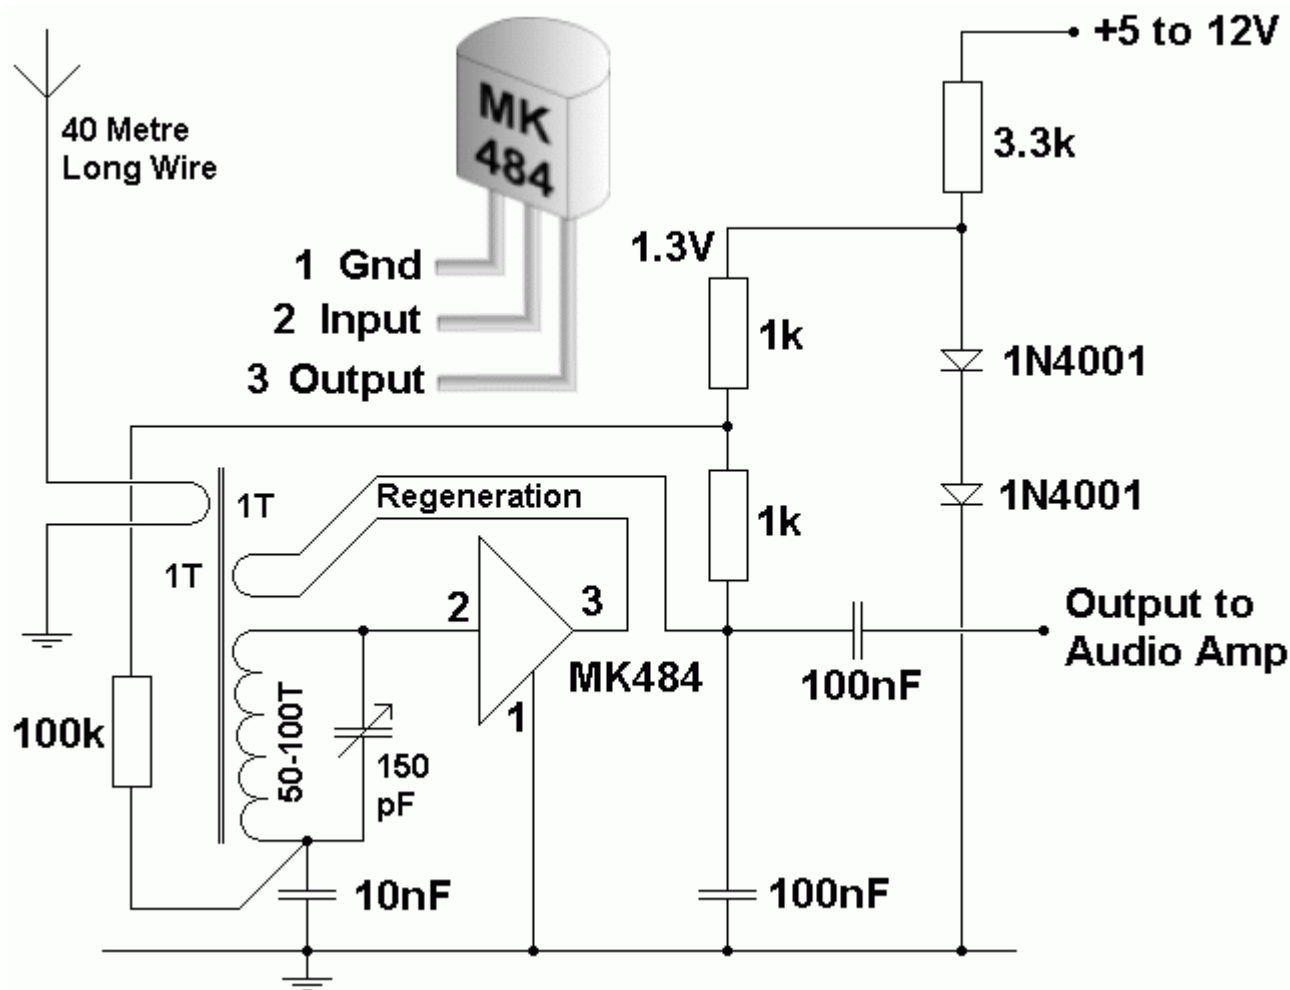 +5 to 12V
MK
484
40 Metre
Long Wire
3.3k
1.3V
1 Gnd
2 Input
3 Output
1k
1N4001
1T
Regeneration
1N4001
1k
1T
2
3
Output to
Audio Amp
MK484
100nF
1
50-100T
100k
150
pF
10nF
100nF